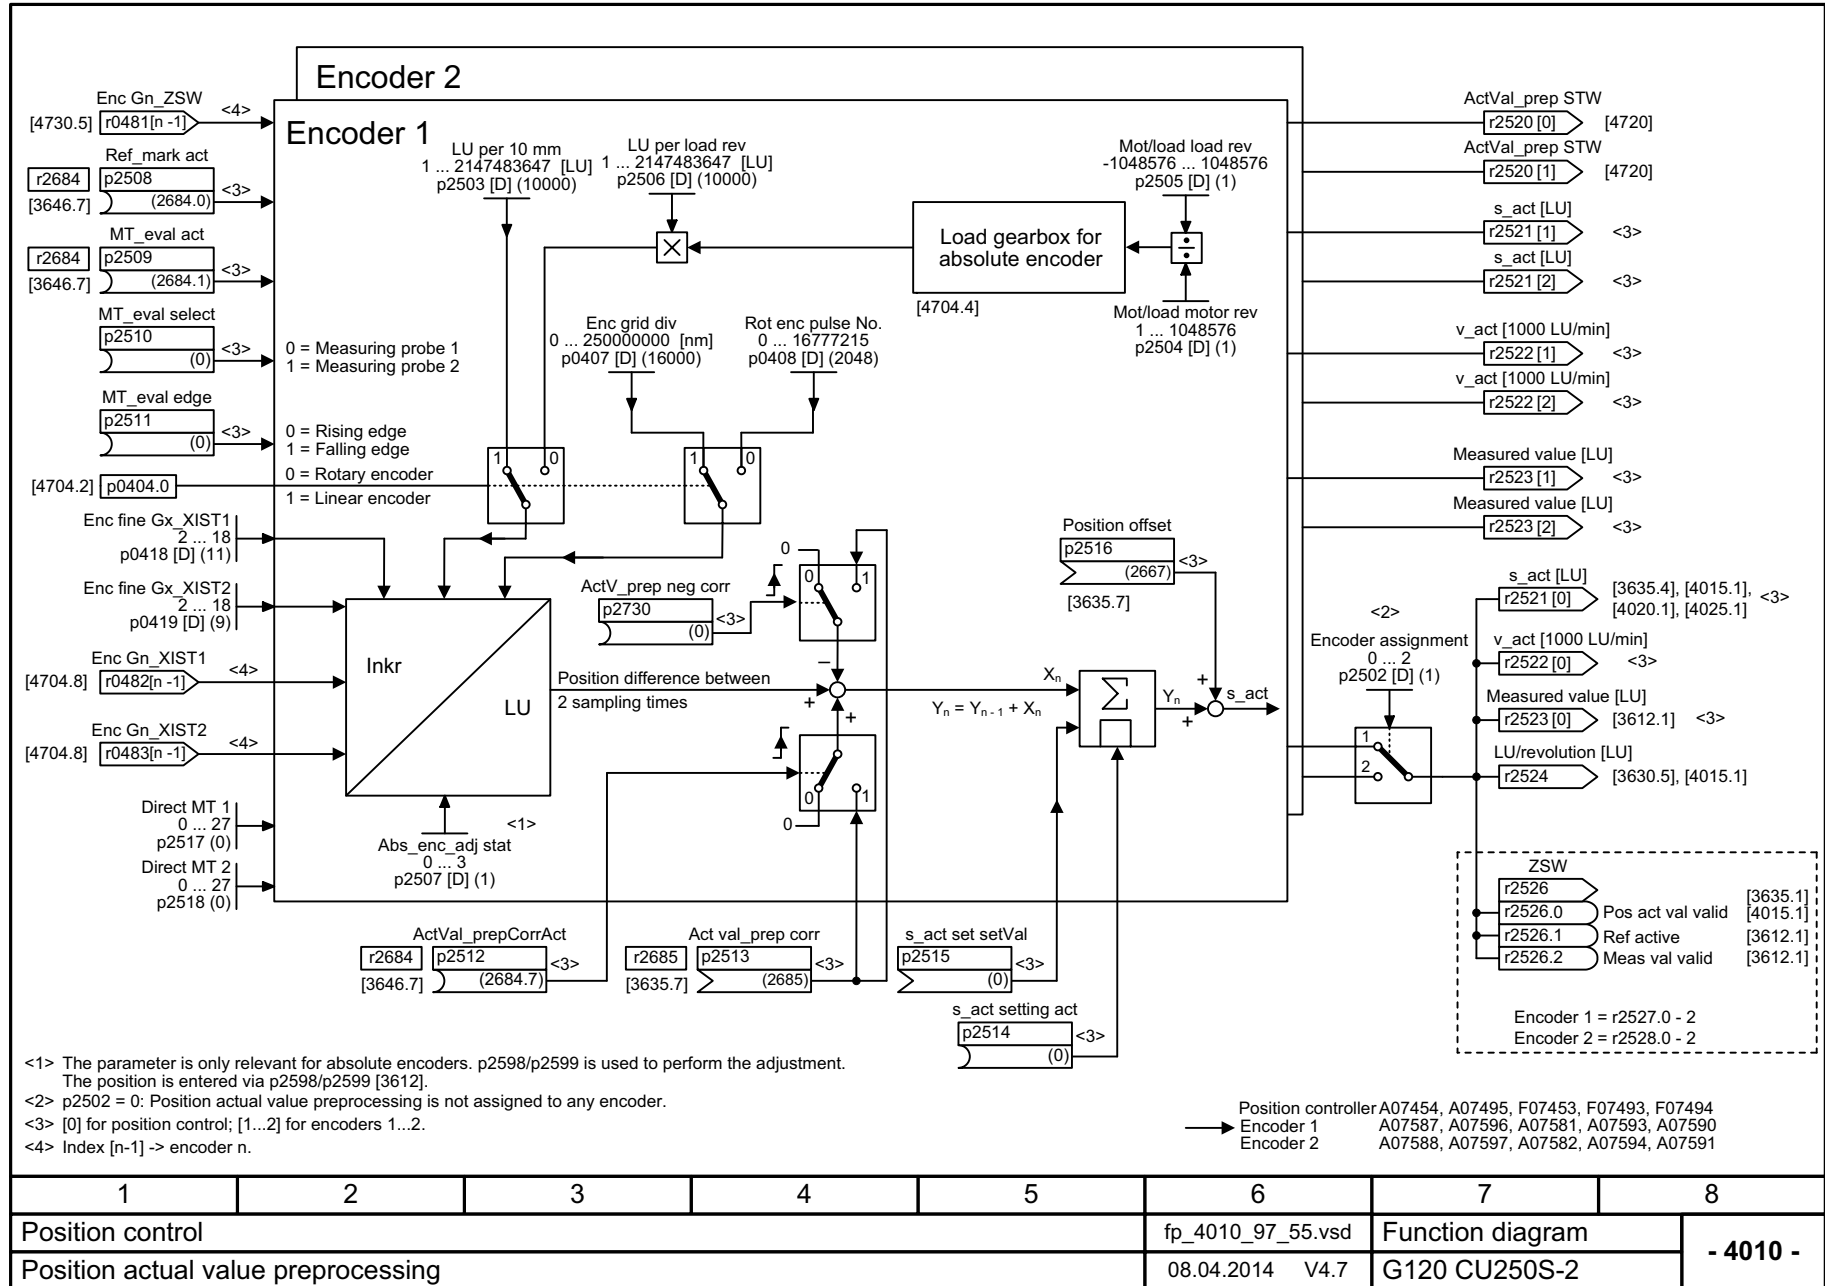 Encoder 2
Encoder 1
Enc Gn_ZSW
[4730.5] r0481[n -1] <4>
Ref_mark act
r2684 p2508 <3>
[3646.7] (2684.0)
MT_eval act
r2684 p2509 <3>
[3646.7] (2684.1)
MT_eval select
p2510 <3>
(0)
0 = Measuring probe 1
1 = Measuring probe 2
MT_eval edge
p2511 <3>
(0)
0 = Rising edge
1 = Falling edge
[4704.2] p0404.0
0 = Rotary encoder
1 = Linear encoder
Enc fine Gx_XIST1
2 ... 18
p0418 [D] (11)
Enc fine Gx_XIST2
2 ... 18
p0419 [D] (9)
Enc Gn_XIST1
[4704.8] r0482[n -1] <4>
Enc Gn_XIST2
[4704.8] r0483[n -1] <4>
Direct MT 1
0 ... 27
p2517 (0)
Direct MT 2
0 ... 27
p2518 (0)
LU per 10 mm
1 ... 2147483647 [LU]
p2503 [D] (10000)
LU per load rev
1 ... 2147483647 [LU]
p2506 [D] (10000)
Load gearbox for
absolute encoder
[4704.4]
Mot/load load rev
-1048576 ... 1048576
p2505 [D] (1)
Mot/load motor rev
1 ... 1048576
p2504 [D] (1)
Enc grid div
0 ... 250000000 [nm]
p0407 [D] (16000)
Rot enc pulse No.
0 ... 16777215
p0408 [D] (2048)
1 0
1 0
Inkr
LU
Abs_enc_adj stat
0 ... 3
p2507 [D] (1)
<1>
ActV_prep neg corr
p2730 <3>
(0)
0
0 1
Position difference between
2 sampling times
−
+
+
0 1
0
Xn
Yn = Yn - 1 + Xn
Σ
Yn
+
+
s_act
Position offset
p2516 <3>
(2667)
[3635.7]
ActVal_prepCorrAct
r2684 p2512 <3>
[3646.7] (2684.7)
Act val_prep corr
r2685 p2513 <3>
[3635.7] (2685)
s_act set setVal
p2515 <3>
(0)
s_act setting act
p2514 <3>
(0)
ActVal_prep STW
r2520 [0] [4720]
ActVal_prep STW
r2520 [1] [4720]
s_act [LU]
r2521 [1] <3>
s_act [LU]
r2521 [2] <3>
v_act [1000 LU/min]
r2522 [1] <3>
v_act [1000 LU/min]
r2522 [2] <3>
Measured value [LU]
r2523 [1] <3>
Measured value [LU]
r2523 [2] <3>
<2>
Encoder assignment
0 ... 2
p2502 [D] (1)
1
2
s_act [LU]
r2521 [0] [3635.4], [4015.1], <3>
[4020.1], [4025.1]
v_act [1000 LU/min]
r2522 [0] <3>
Measured value [LU]
r2523 [0] [3612.1] <3>
LU/revolution [LU]
r2524 [3630.5], [4015.1]
ZSW
r2526 [3635.1]
r2526.0 Pos act val valid [4015.1]
r2526.1 Ref active [3612.1]
r2526.2 Meas val valid [3612.1]
Encoder 1 = r2527.0 - 2
Encoder 2 = r2528.0 - 2
<1> The parameter is only relevant for absolute encoders. p2598/p2599 is used to perform the adjustment.
The position is entered via p2598/p2599 [3612].
<2> p2502 = 0: Position actual value preprocessing is not assigned to any encoder.
<3> [0] for position control; [1...2] for encoders 1...2.
<4> Index [n-1] -> encoder n.
Position controller A07454, A07495, F07453, F07493, F07494
Encoder 1 A07587, A07596, A07581, A07593, A07590
Encoder 2 A07588, A07597, A07582, A07594, A07591
1 2 3 4 5 6 7 8
Position control fp_4010_97_55.vsd Function diagram
- 4010 -
Position actual value preprocessing 08.04.2014 V4.7 G120 CU250S-2